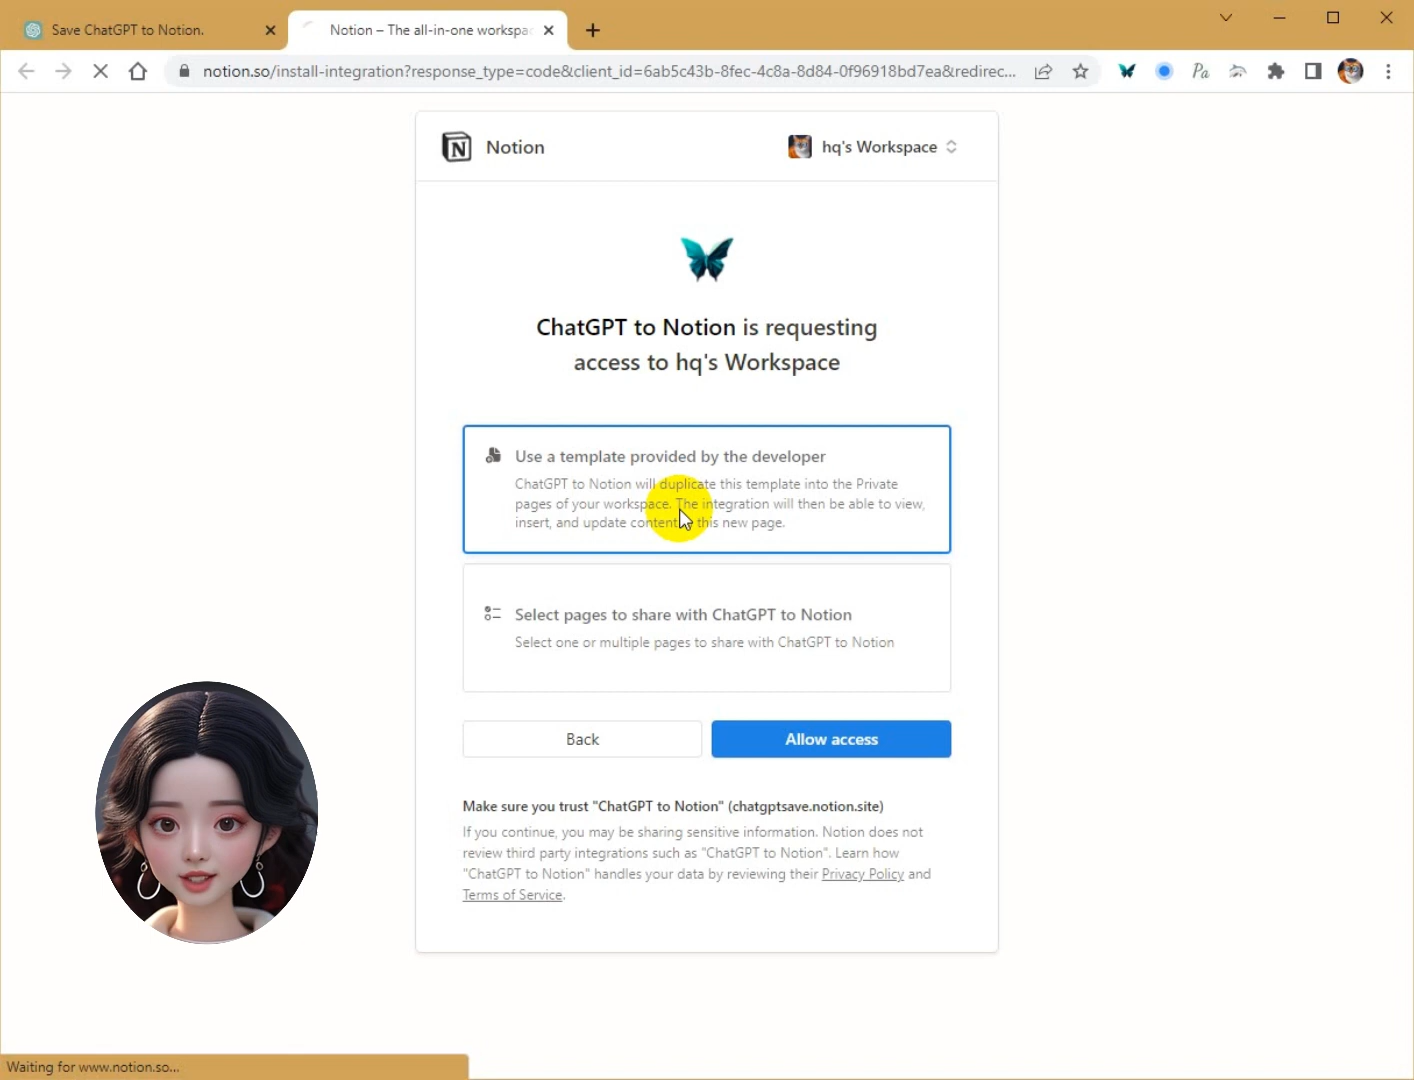 Save ChatGPT to Notion.
Notion – The all-in-one workspa
notion.so/install-integration?response_type=code&client_id=6ab5c43b-8fec-4c8a-8d84-0f96918bd7ea&redirec...
Pa
Notion
hq's Workspace
ChatGPT to Notion is requesting
access to hq's Workspace
Use a template provided by the developer
ChatGPT to Notion will duplicate this template into the Private
pages of your workspace. The integration will then be able to view,
insert, and update content this new page.
Select pages to share with ChatGPT to Notion
Select one or multiple pages to share with ChatGPT to Notion
Back
Allow access
Make sure you trust "ChatGPT to Notion" (chatgptsave.notion.site)
If you continue, you may be sharing sensitive information. Notion does not
review third party integrations such as "ChatGPT to Notion". Learn how
"ChatGPT to Notion" handles your data by reviewing their Privacy Policy and
Terms of Service.
Waiting for www.notion.so...